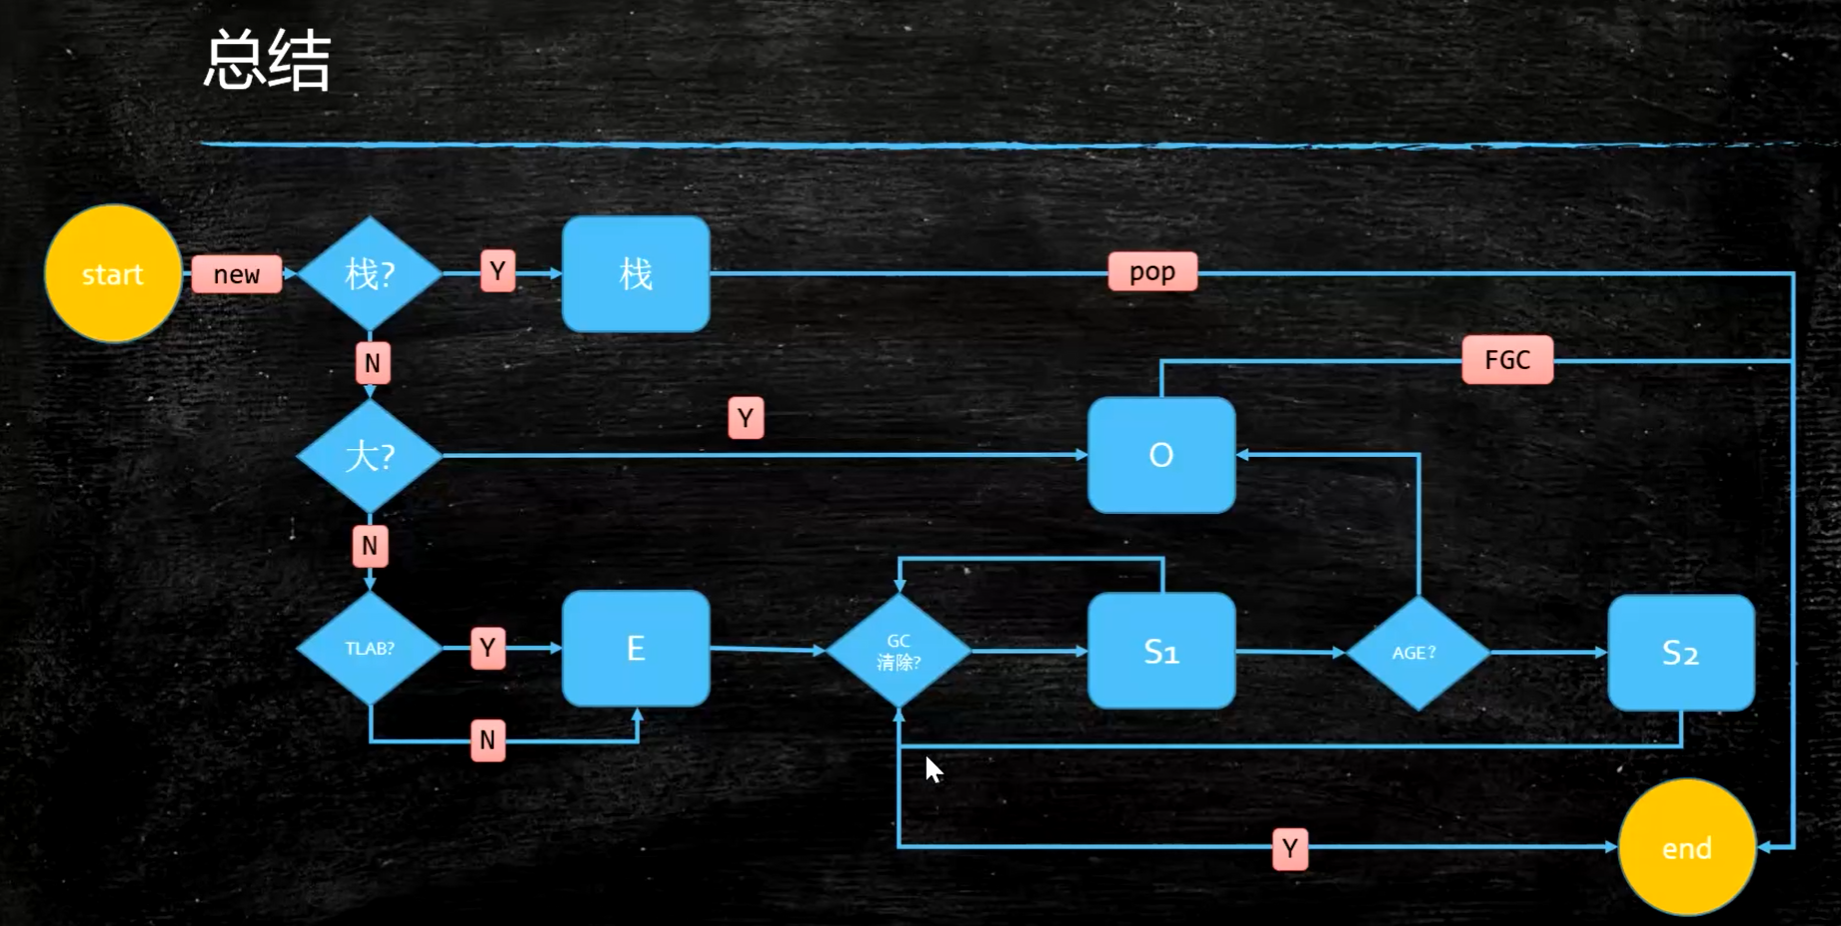 总结
start
new
栈?
Y
栈
pop
N
FGC
Y
大?
O
N
TLAB?
Y
E
GC
清除?
S1
AGE?
S2
N
Y
end